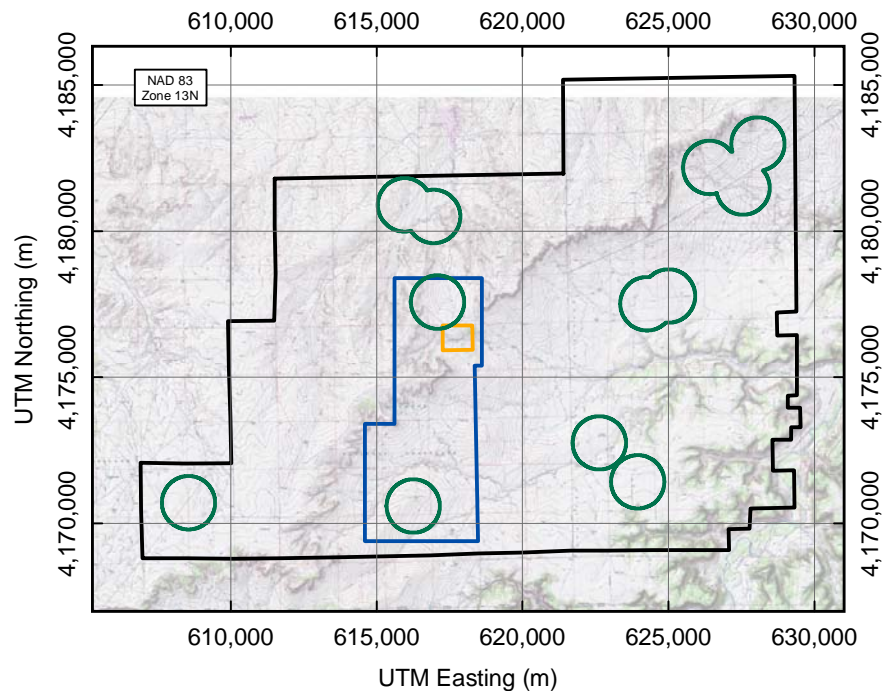 610,000 615,000 620,000 625,000 630,000
NAD 83
Zone 13N
4,185,000 4,185,000
4,180,000 4,180,000
UTM Northing (m)
4,175,000 4,175,000
4,170,000 4,170,000
610,000 615,000 620,000 625,000 630,000
UTM Easting (m)